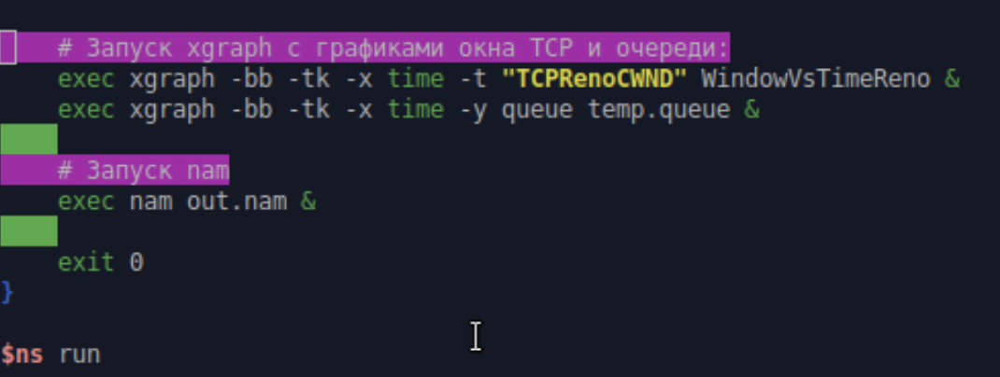 # Запуск xgraph с графиками окна TCP и очереди:
exec xgraph -bb -tk -x time -t "TCPRenoCWND" WindowVsTimeReno &
exec xgraph -bb -tk -x time -y queue temp.queue &
# Запуск nam
exec nam out.nam &
exit 0
}
$ns run